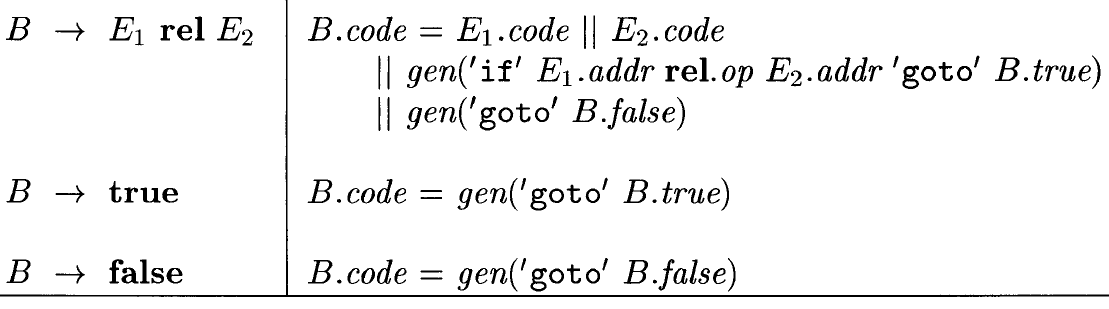 B → E₁ rel E₂ B.code = E₁.code || E₂.code
|| gen('if' E₁.addr rel.op E₂.addr 'goto' B.true)
|| gen('goto' B.false)
B → true B.code = gen('goto' B.true)
B → false B.code = gen('goto' B.false)